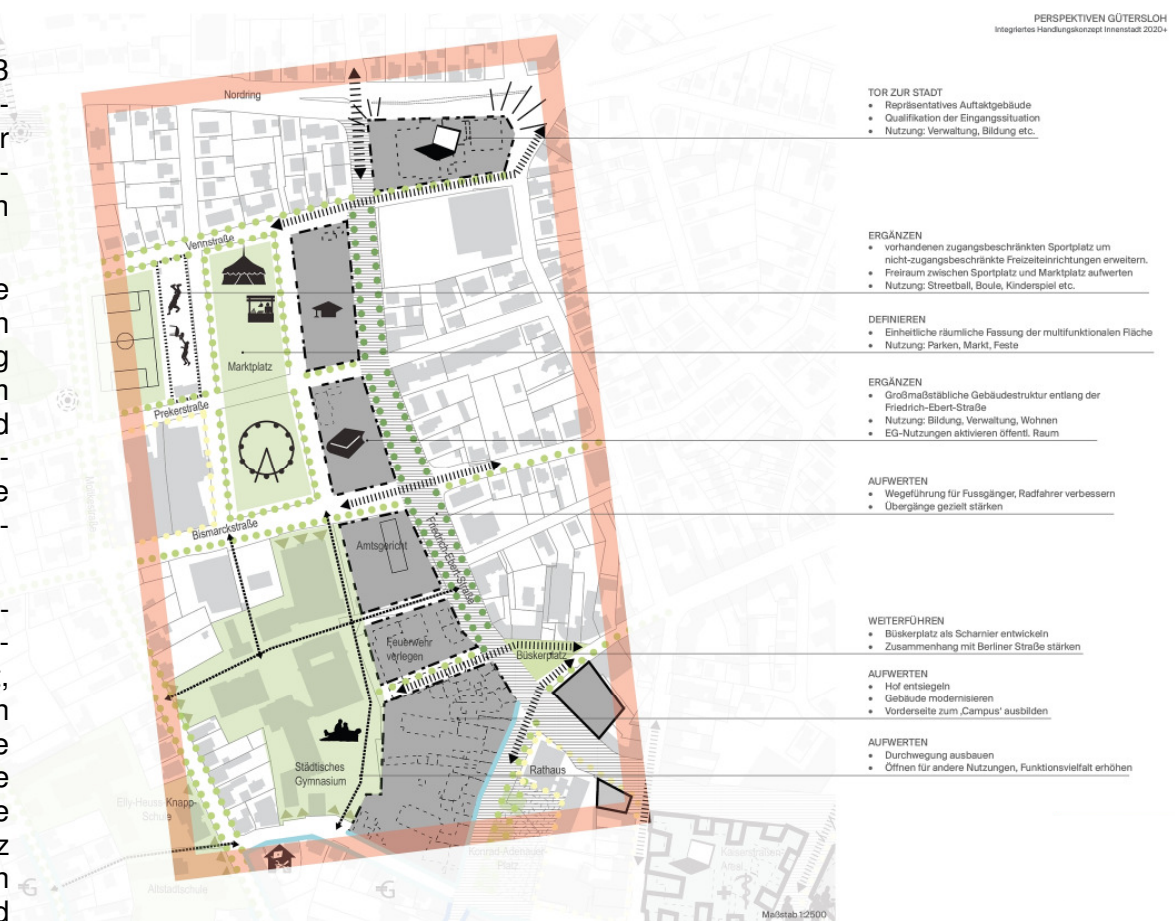 PERSPEKTIVEN GÜTERSLOH
Integriertes Handlungskonzept Innenstadt 2020+
TOR ZUR STADT
• Repräsentatives Auftaktgebäude
• Qualifikation der Eingangssituation
• Nutzung: Verwaltung, Bildung etc.
ERGÄNZEN
• vorhandenen zugangsbeschränkten Sportplatz um
nicht-zugangsbeschränkte Freizeiteinrichtungen erweitern.
• Freiraum zwischen Sportplatz und Marktplatz aufwerten
• Nutzung: Streetball, Boule, Kinderspiel etc.
DEFINIEREN
• Einheitliche räumliche Fassung der multifunktionalen Fläche
• Nutzung: Parken, Markt, Feste
ERGÄNZEN
• Großmaßstäbliche Gebäudestruktur entlang der
Friedrich-Ebert-Straße
• Nutzung: Bildung, Verwaltung, Wohnen
• EG-Nutzungen aktivieren öffentl. Raum
AUFWERTEN
• Wegeführung für Fussgänger, Radfahrer verbessern
• Übergänge gezielt stärken
WEITERFÜHREN
• Büskerplatz als Scharnier entwickeln
• Zusammenhang mit Berliner Straße stärken
AUFWERTEN
• Hof entsiegeln
• Gebäude modernisieren
• Vorderseite zum ‚Campus' ausbilden
AUFWERTEN
• Durchwegung ausbauen
• Öffnen für andere Nutzungen, Funktionsvielfalt erhöhen
Nordring
Vennstraße
Marktplatz
Prekerstraße
Bismarckstraße
Friedrich-Ebert-Straße
Amtsgericht
Feuerwehr
verlegen
Büskerplatz
Städtisches
Gymnasium
Rathaus
Elly-Heuss-Knapp-
Schule
Altstadtschule
Konrad-Adenauer-
Platz
Maßstab 1:2500
3
-
r
-
n
e
n
g
n
d
-
e
-
-
-
,
n
e
e
e
z
n
d